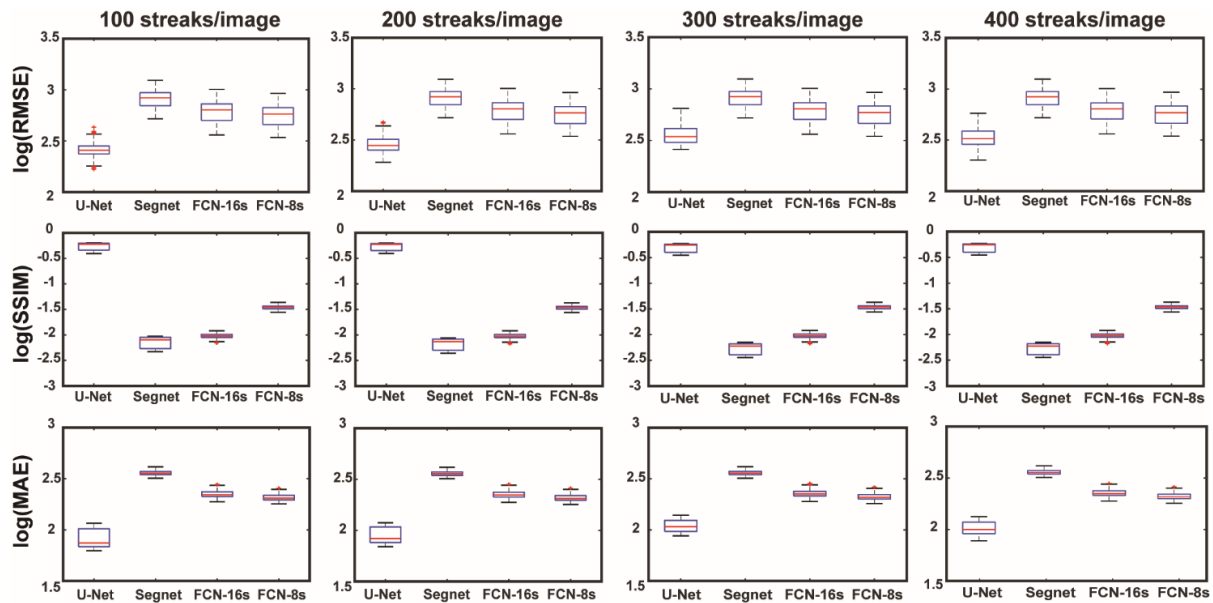 100 streaks/image 200 streaks/image 300 streaks/image 400 streaks/image
log(RMSE)
3.5 3.5 3.5 3.5
3 3 3 3
2.5 2.5 2.5 2.5
2 2 2 2
U-Net Segnet FCN-16s FCN-8s U-Net Segnet FCN-16s FCN-8s U-Net Segnet FCN-16s FCN-8s U-Net Segnet FCN-16s FCN-8s
log(SSIM)
0 0 0 0
-0.5 -0.5 -0.5 -0.5
-1 -1 -1 -1
-1.5 -1.5 -1.5 -1.5
-2 -2 -2 -2
-2.5 -2.5 -2.5 -2.5
-3 -3 -3 -3
U-Net Segnet FCN-16s FCN-8s U-Net Segnet FCN-16s FCN-8s U-Net Segnet FCN-16s FCN-8s U-Net Segnet FCN-16s FCN-8s
log(MAE)
3 3 3 3
2.5 2.5 2.5 2.5
2 2 2 2
1.5 1.5 1.5 1.5
U-Net Segnet FCN-16s FCN-8s U-Net Segnet FCN-16s FCN-8s U-Net Segnet FCN-16s FCN-8s U-Net Segnet FCN-16s FCN-8s